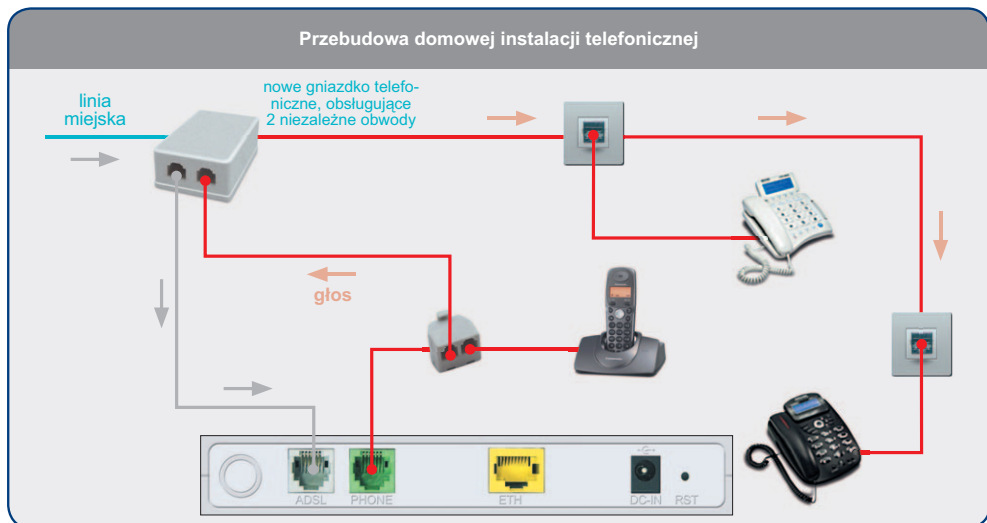 Przebudowa domowej instalacji telefonicznej
linia
miejska
nowe gniazdko telefo-
niczne, obsługujące
2 niezależne obwody
głos
ADSL
PHONE
ETH
DC-IN
RST